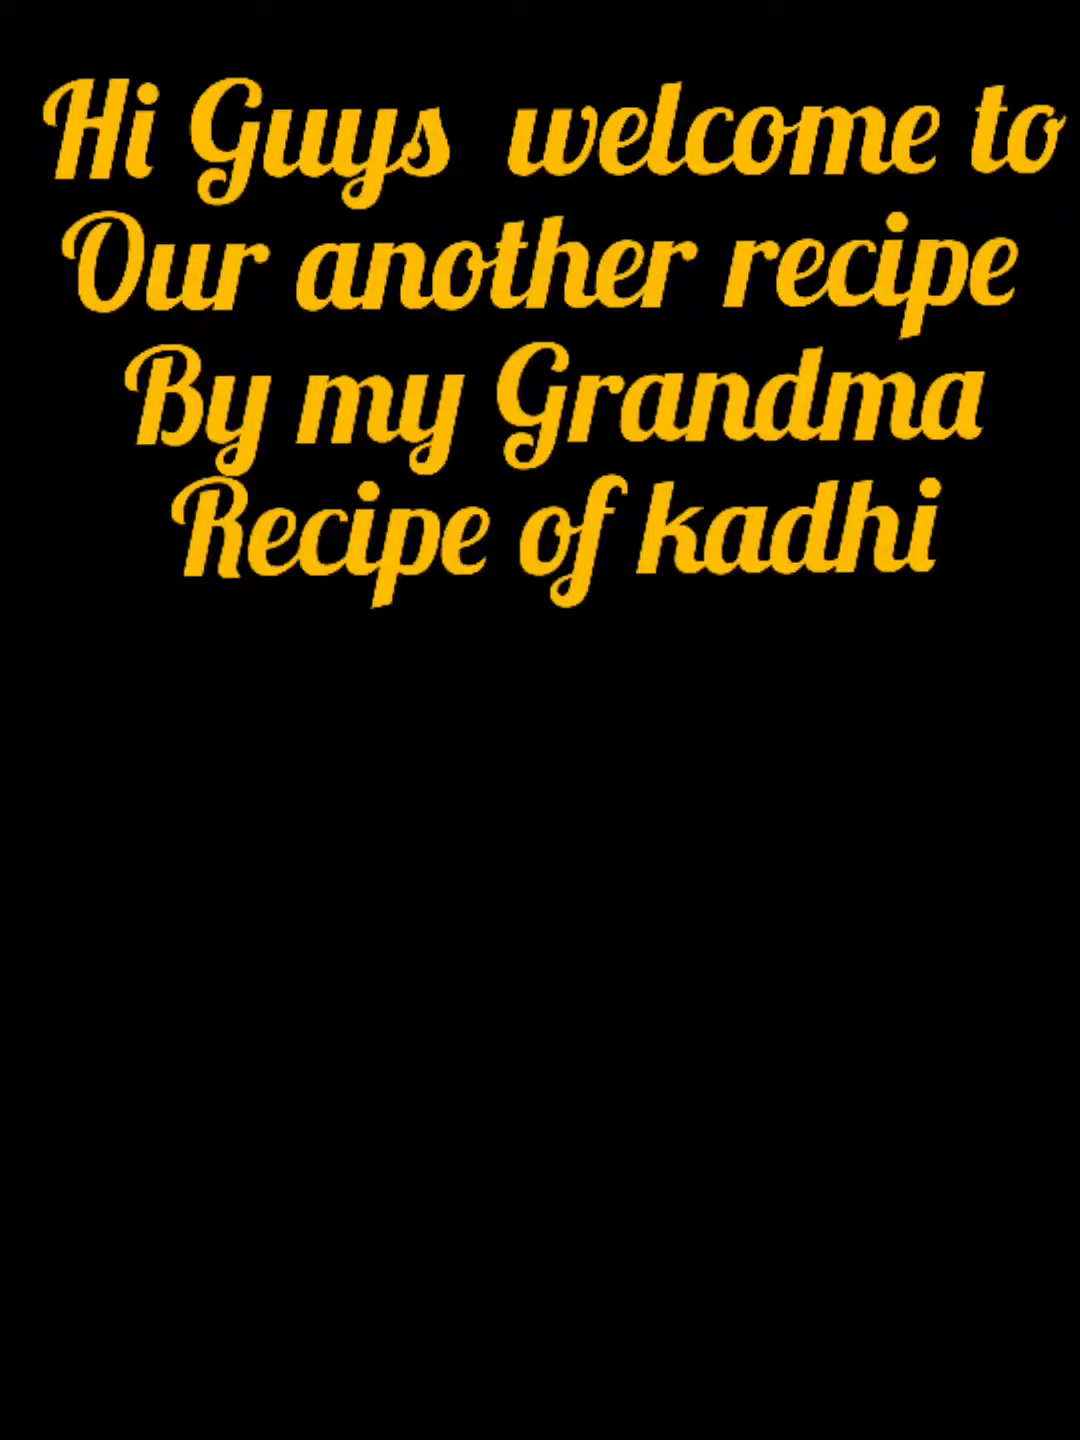 Hi Guys  welcome to
Our another recipe
By my Grandma
Recipe of kadhi